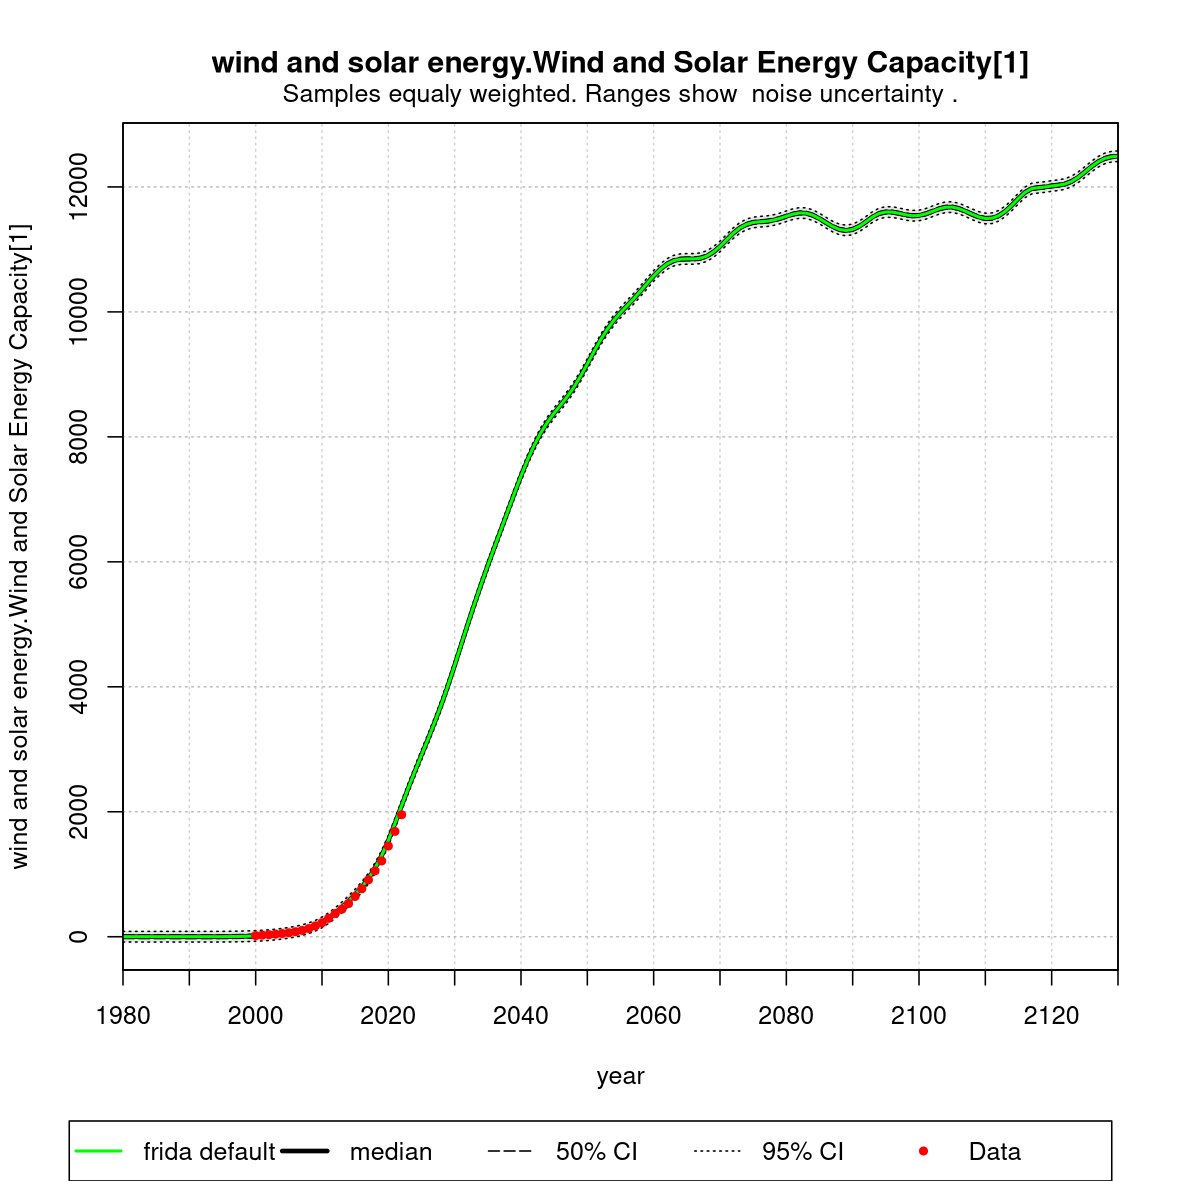 wind and solar energy.Wind and Solar Energy Capacity[1]
Samples equaly weighted. Ranges show  noise uncertainty .
wind and solar energy.Wind and Solar Energy Capacity[1]
12000
10000
8000
6000
4000
2000
0
1980 2000 2020 2040 2060 2080 2100 2120
year
frida default median 50% CI 95% CI Data